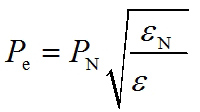 P_e = P_N √(ε_N / ε)